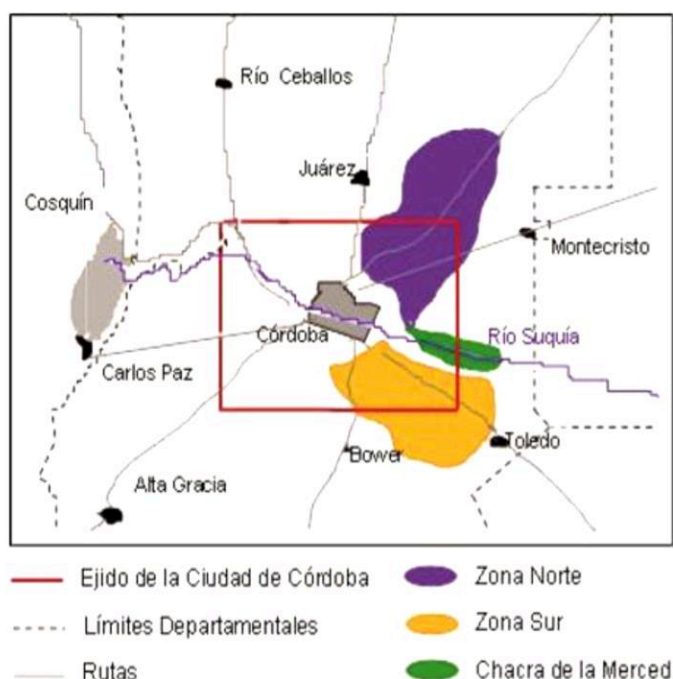 Río Ceballos
Juárez
Cosquín
Montecristo
Río Suquía
Córdoba
Carlos Paz
Toledo
Bower
Alta Gracia
Ejido de la Ciudad de Córdoba
Zona Norte
Límites Departamentales
Zona Sur
Rutas
Chacra de la Merced